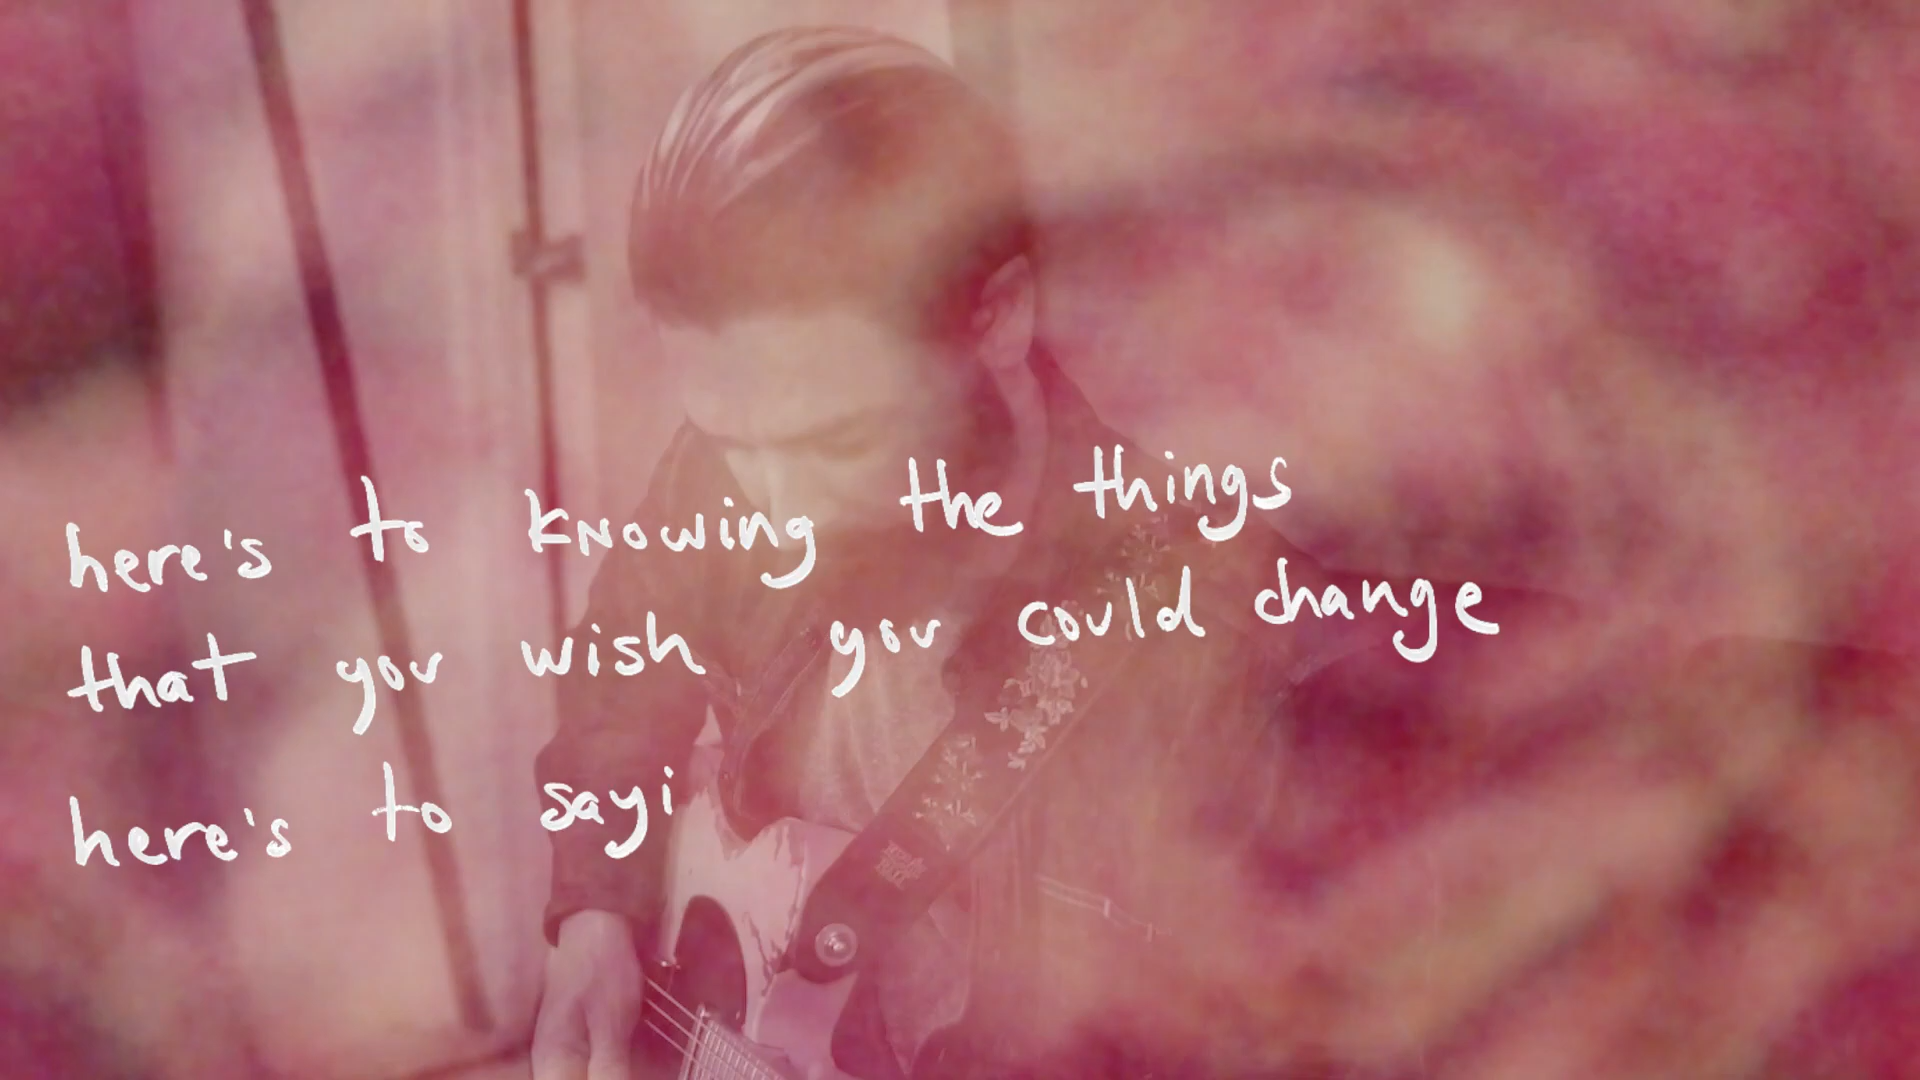 here's to knowing the things
that you wish you could change
here's to sayi